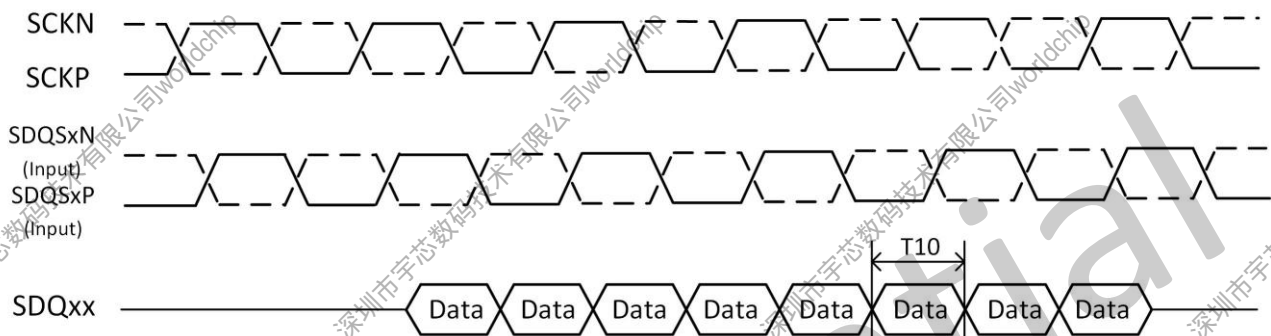 SCKN
SCKP
SDQSxN
(Input)
SDQSxP
(Input)
T10
SDQxx
Data
Data
Data
Data
Data
Data
Data
Data
深圳市宇芯数码技术有限公司worldchip
深圳市宇芯数码技术有限公司worldchip
深圳市宇芯数码技术有限公司worldchip
tial